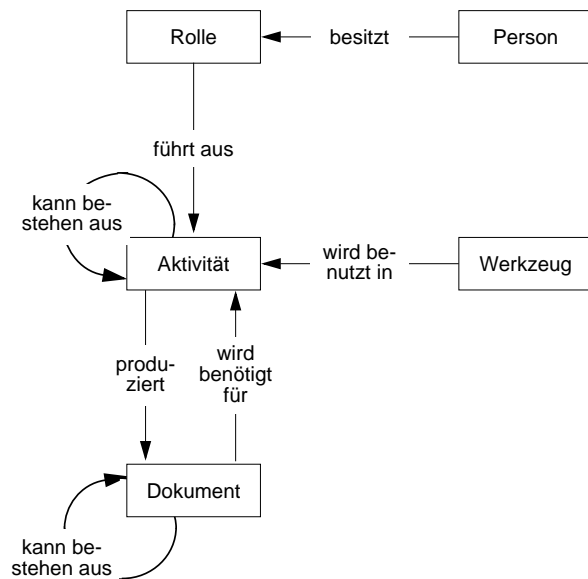 Rolle
besitzt
Person
führt aus
kann be-
stehen aus
Aktivität
wird be-
nutzt in
Werkzeug
produ-
ziert
wird
benötigt
für
Dokument
kann be-
stehen aus